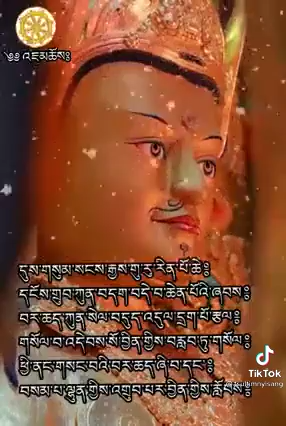 ༄༅ འཇམ་ཆོས༔
དུས་གསུམ་སངས་རྒྱས་གུ་རུ་རིན་པོ་ཆེ༔
དངོས་གྲུབ་ཀུན་བདག་བདེ་བ་ཆེན་པོའི་ཞབས༔
བར་ཆད་ཀུན་སེལ་བདུད་འདུལ་དྲག་པོ་རྩལ༔
གསོལ་བ་འདེབས་སོ་བྱིན་གྱིས་བརླབ་ཏུ་གསོལ༔
ཕྱི་ནང་གསང་བའི་བར་ཆད་ཞི་བ་དང་༔
བསམ་པ་ལྷུན་གྱིས་འགྲུབ་པར་བྱིན་གྱིས་རློབས༔
TikTok